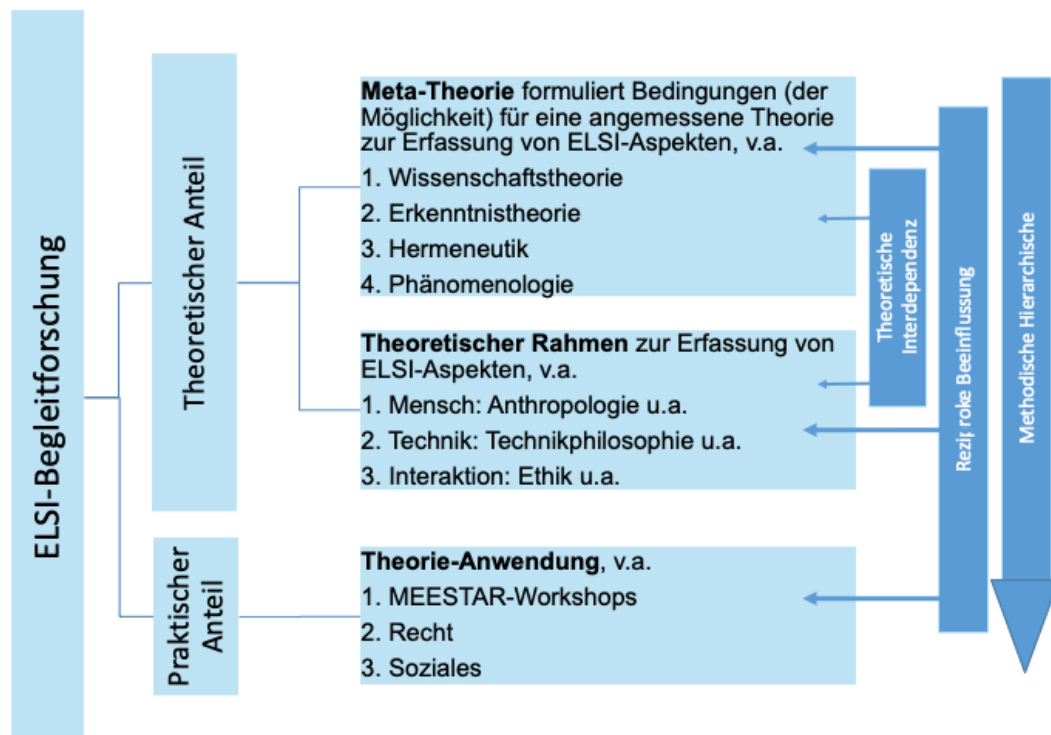 ELSI-Begleitforschung
Theoretischer Anteil
Praktischer
Anteil
Meta-Theorie formuliert Bedingungen (der
Möglichkeit) für eine angemessene Theorie
zur Erfassung von ELSI-Aspekten, v.a.
1. Wissenschaftstheorie
2. Erkenntnistheorie
3. Hermeneutik
4. Phänomenologie
Theoretischer Rahmen zur Erfassung von
ELSI-Aspekten, v.a.
1. Mensch: Anthropologie u.a.
2. Technik: Technikphilosophie u.a.
3. Interaktion: Ethik u.a.
Theorie-Anwendung, v.a.
1. MEESTAR-Workshops
2. Recht
3. Soziales
Theoretische
Interdependenz
Reziproke Beeinflussung
Methodische Hierarchische